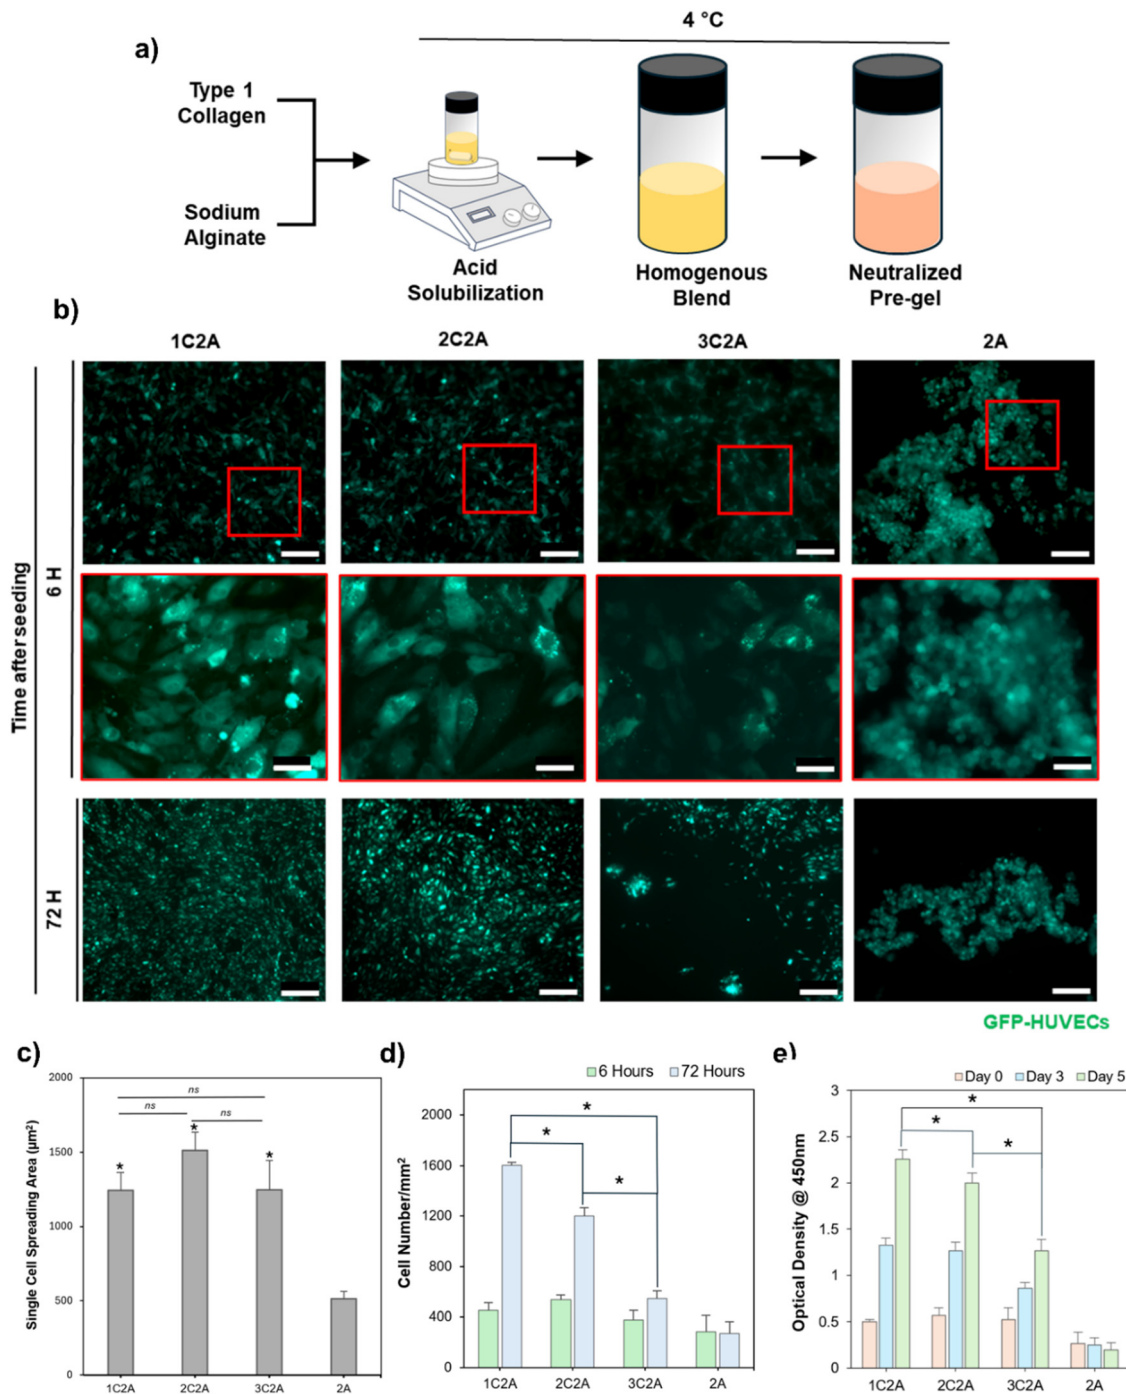 4 °C
a)
Type 1
Collagen
Sodium
Alginate
Acid
Solubilization
Homogenous
Blend
Neutralized
Pre-gel
b)
1C2A
2C2A
3C2A
2A
Time after seeding
6 H
72 H
GFP-HUVECs
c)
Single Cell Spreading Area (µm²)
2000
1500
1000
500
0
ns
ns
ns
*
*
*
1C2A
2C2A
3C2A
2A
d)
6 Hours
72 Hours
Cell Number/mm²
2000
1600
1200
800
400
0
*
*
*
1C2A
2C2A
3C2A
2A
e)
Day 0
Day 3
Day 5
Optical Density @ 450nm
3
2.5
2
1.5
1
0.5
0
*
*
*
1C2A
2C2A
3C2A
2A